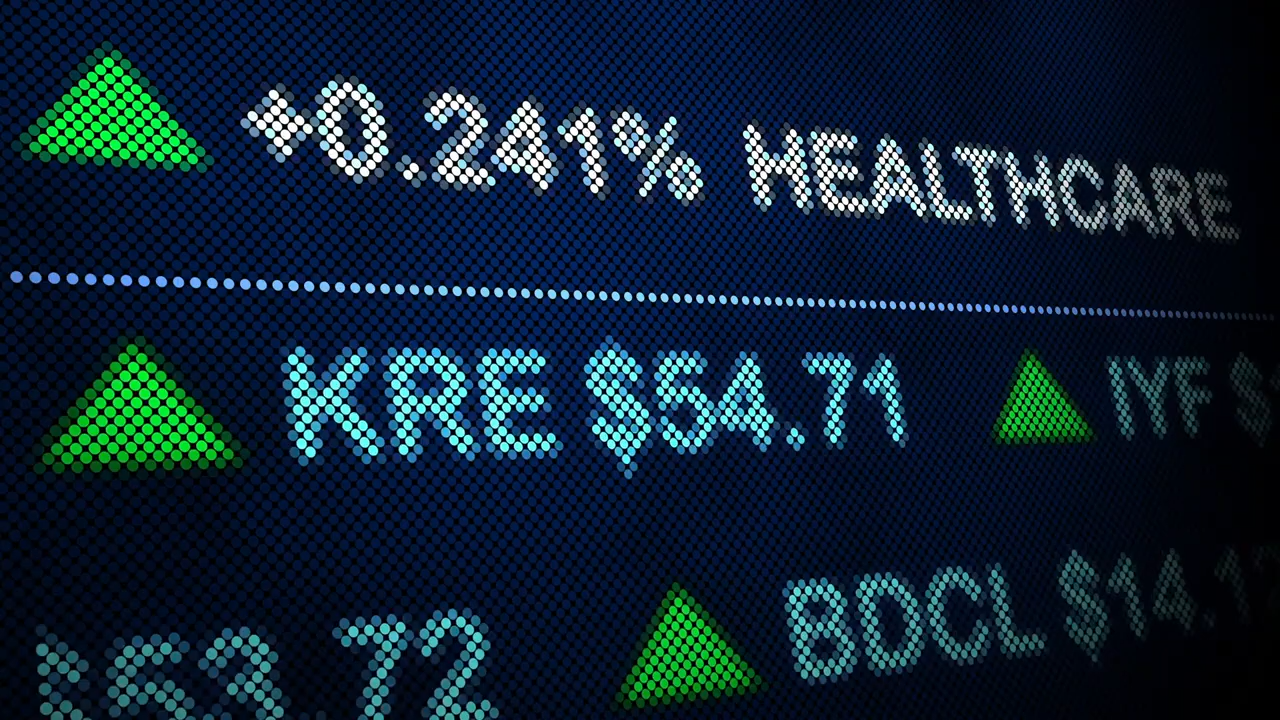 +0.241% HEALTHCARE
KRE $54.71 IYF $
$53.72 BDCL $14.1